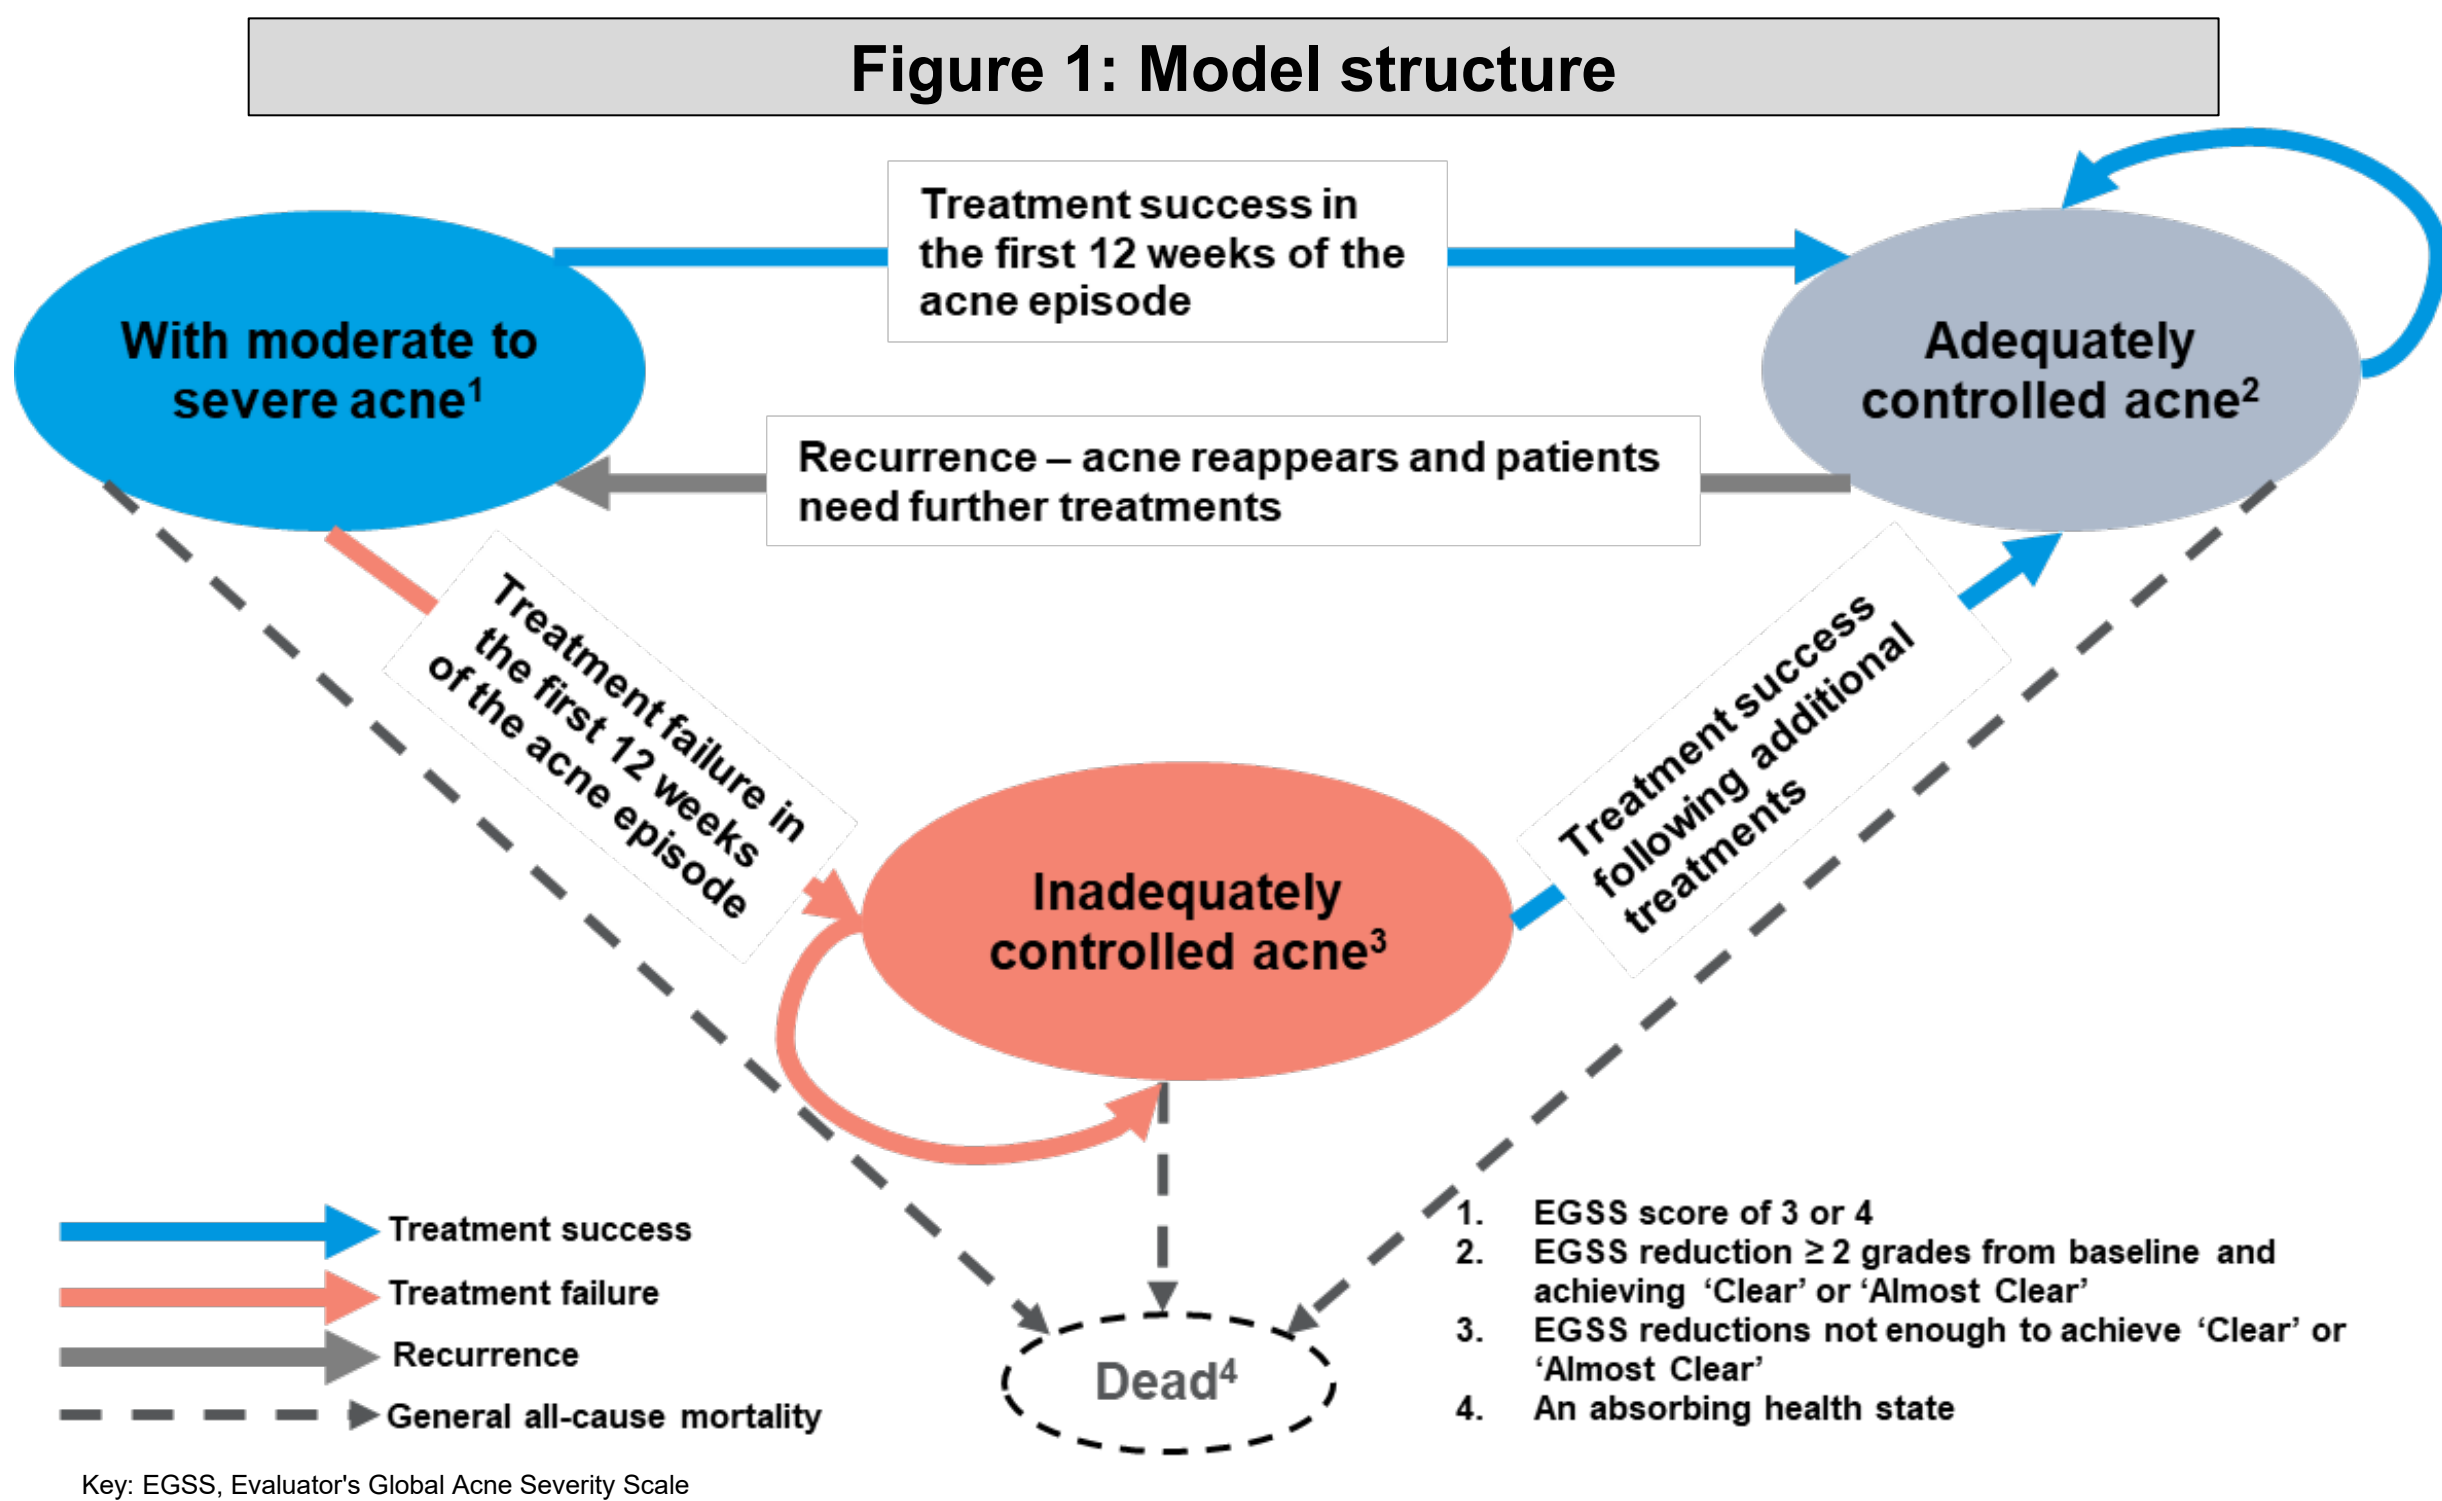 Figure 1: Model structure
Treatment success in
the first 12 weeks of the
acne episode
With moderate to
severe acne¹
Adequately
controlled acne²
Recurrence – acne reappears and patients
need further treatments
Treatment failure in
the first 12 weeks
of the acne episode
Treatment success
following additional
treatments
Inadequately
controlled acne³
Treatment success
Treatment failure
Recurrence
General all-cause mortality
Dead⁴
1. EGSS score of 3 or 4
2. EGSS reduction ≥ 2 grades from baseline and
achieving ‘Clear’ or ‘Almost Clear’
3. EGSS reductions not enough to achieve ‘Clear’ or
‘Almost Clear’
4. An absorbing health state
Key: EGSS, Evaluator's Global Acne Severity Scale